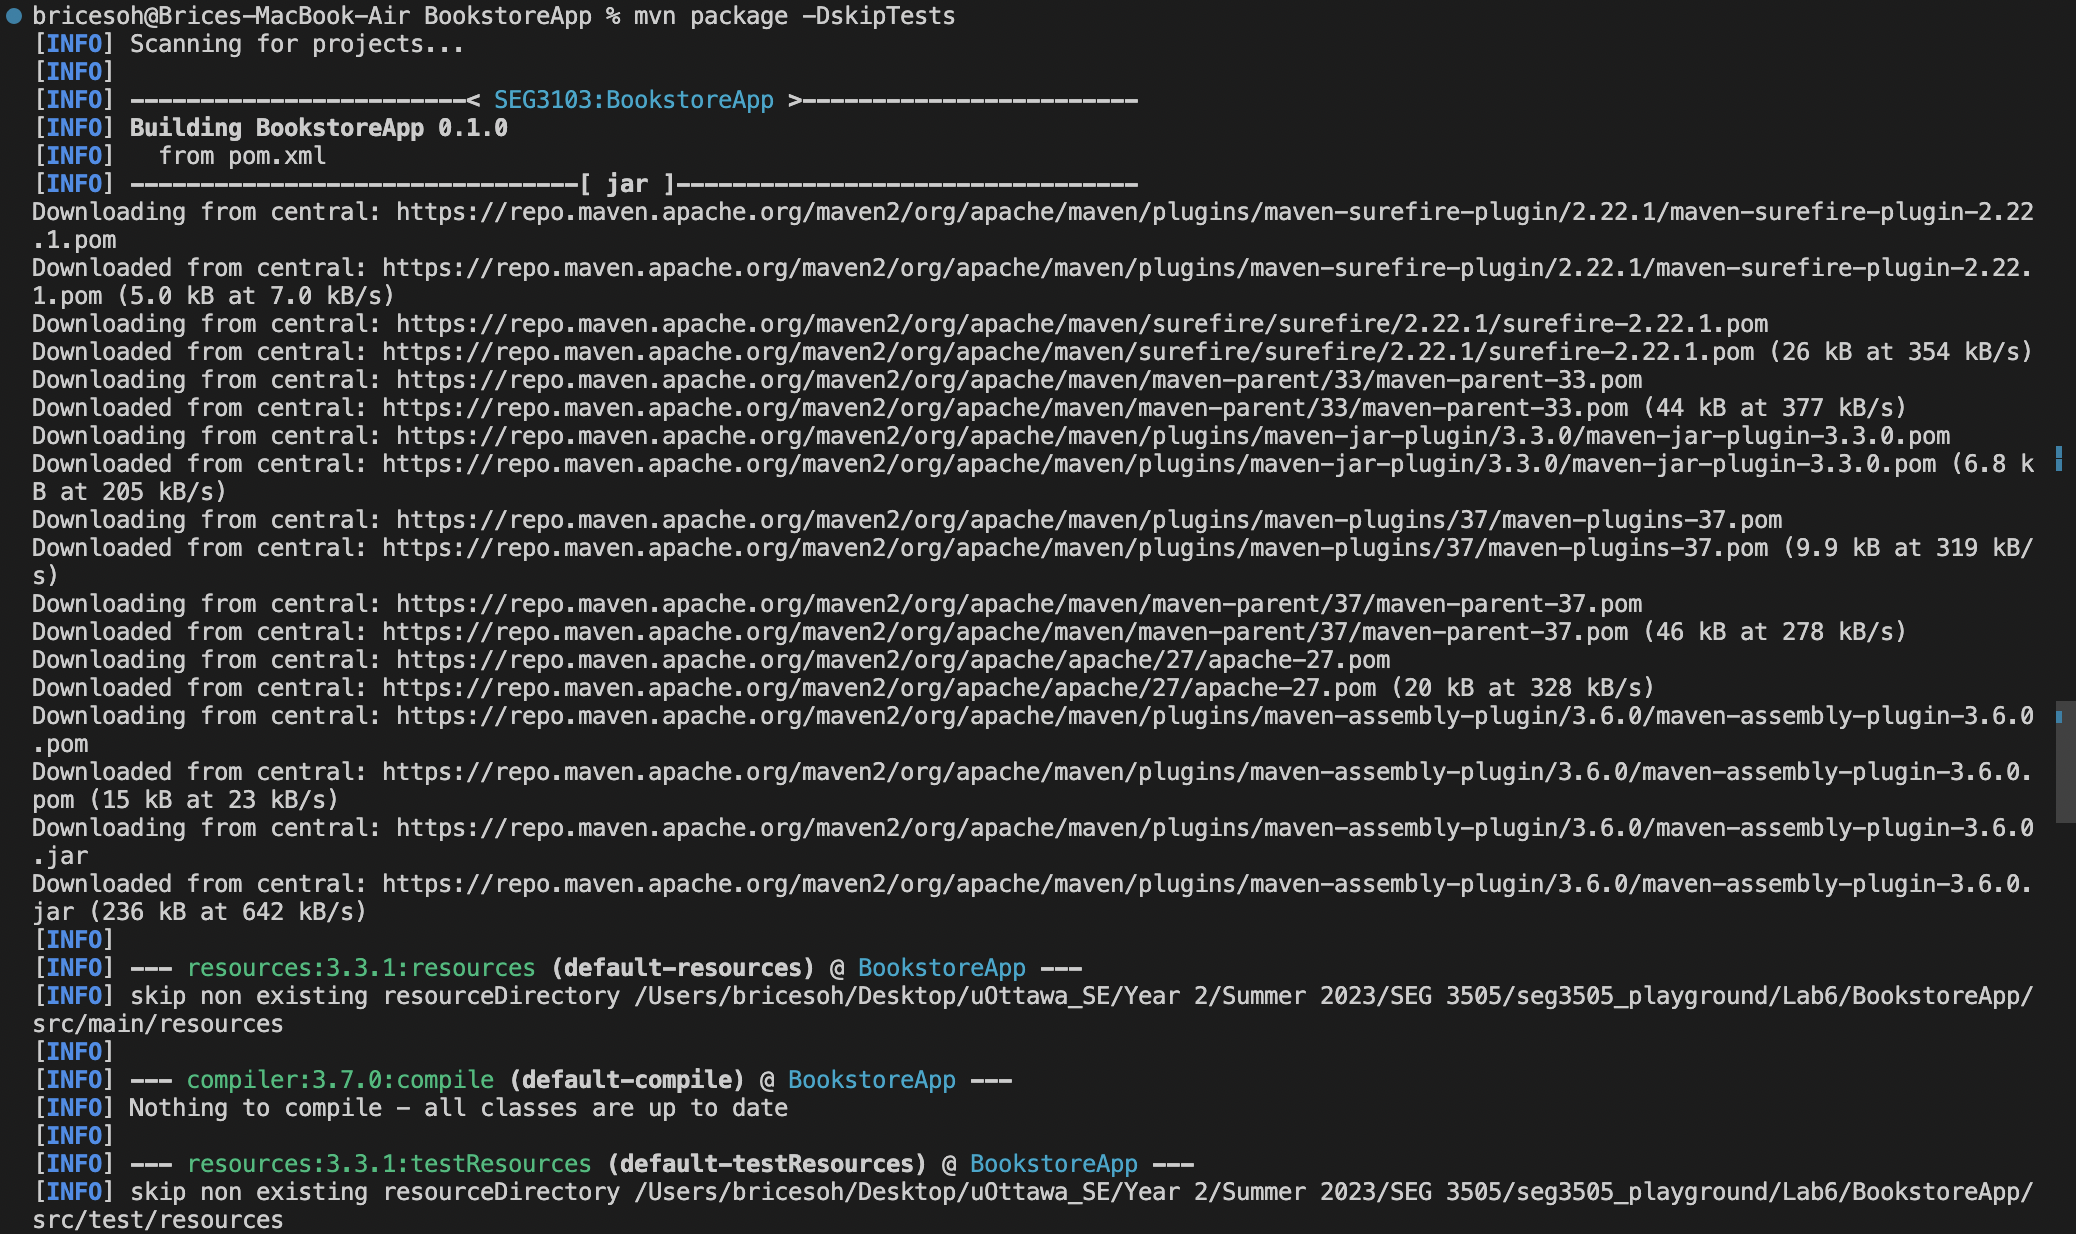 bricesoh@Brices-MacBook-Air BookstoreApp % mvn package -DskipTests
[INFO] Scanning for projects...
[INFO]
[INFO] ------------------------< SEG3103:BookstoreApp >------------------------
[INFO] Building BookstoreApp 0.1.0
[INFO]   from pom.xml
[INFO] --------------------------------[ jar ]---------------------------------
Downloading from central: https://repo.maven.apache.org/maven2/org/apache/maven/plugins/maven-surefire-plugin/2.22.1/maven-surefire-plugin-2.22
.1.pom
Downloaded from central: https://repo.maven.apache.org/maven2/org/apache/maven/plugins/maven-surefire-plugin/2.22.1/maven-surefire-plugin-2.22.
1.pom (5.0 kB at 7.0 kB/s)
Downloading from central: https://repo.maven.apache.org/maven2/org/apache/maven/surefire/surefire/2.22.1/surefire-2.22.1.pom
Downloaded from central: https://repo.maven.apache.org/maven2/org/apache/maven/surefire/surefire/2.22.1/surefire-2.22.1.pom (26 kB at 354 kB/s)
Downloading from central: https://repo.maven.apache.org/maven2/org/apache/maven/maven-parent/33/maven-parent-33.pom
Downloaded from central: https://repo.maven.apache.org/maven2/org/apache/maven/maven-parent/33/maven-parent-33.pom (44 kB at 377 kB/s)
Downloading from central: https://repo.maven.apache.org/maven2/org/apache/maven/plugins/maven-jar-plugin/3.3.0/maven-jar-plugin-3.3.0.pom
Downloaded from central: https://repo.maven.apache.org/maven2/org/apache/maven/plugins/maven-jar-plugin/3.3.0/maven-jar-plugin-3.3.0.pom (6.8 k
B at 205 kB/s)
Downloading from central: https://repo.maven.apache.org/maven2/org/apache/maven/plugins/maven-plugins/37/maven-plugins-37.pom
Downloaded from central: https://repo.maven.apache.org/maven2/org/apache/maven/plugins/maven-plugins/37/maven-plugins-37.pom (9.9 kB at 319 kB/
s)
Downloading from central: https://repo.maven.apache.org/maven2/org/apache/maven/maven-parent/37/maven-parent-37.pom
Downloaded from central: https://repo.maven.apache.org/maven2/org/apache/maven/maven-parent/37/maven-parent-37.pom (46 kB at 278 kB/s)
Downloading from central: https://repo.maven.apache.org/maven2/org/apache/apache/27/apache-27.pom
Downloaded from central: https://repo.maven.apache.org/maven2/org/apache/apache/27/apache-27.pom (20 kB at 328 kB/s)
Downloading from central: https://repo.maven.apache.org/maven2/org/apache/maven/plugins/maven-assembly-plugin/3.6.0/maven-assembly-plugin-3.6.0
.pom
Downloaded from central: https://repo.maven.apache.org/maven2/org/apache/maven/plugins/maven-assembly-plugin/3.6.0/maven-assembly-plugin-3.6.0.
pom (15 kB at 23 kB/s)
Downloading from central: https://repo.maven.apache.org/maven2/org/apache/maven/plugins/maven-assembly-plugin/3.6.0/maven-assembly-plugin-3.6.0
.jar
Downloaded from central: https://repo.maven.apache.org/maven2/org/apache/maven/plugins/maven-assembly-plugin/3.6.0/maven-assembly-plugin-3.6.0.
jar (236 kB at 642 kB/s)
[INFO]
[INFO] --- resources:3.3.1:resources (default-resources) @ BookstoreApp ---
[INFO] skip non existing resourceDirectory /Users/bricesoh/Desktop/uOttawa_SE/Year 2/Summer 2023/SEG 3505/seg3505_playground/Lab6/BookstoreApp/
src/main/resources
[INFO]
[INFO] --- compiler:3.7.0:compile (default-compile) @ BookstoreApp ---
[INFO] Nothing to compile - all classes are up to date
[INFO]
[INFO] --- resources:3.3.1:testResources (default-testResources) @ BookstoreApp ---
[INFO] skip non existing resourceDirectory /Users/bricesoh/Desktop/uOttawa_SE/Year 2/Summer 2023/SEG 3505/seg3505_playground/Lab6/BookstoreApp/
src/test/resources